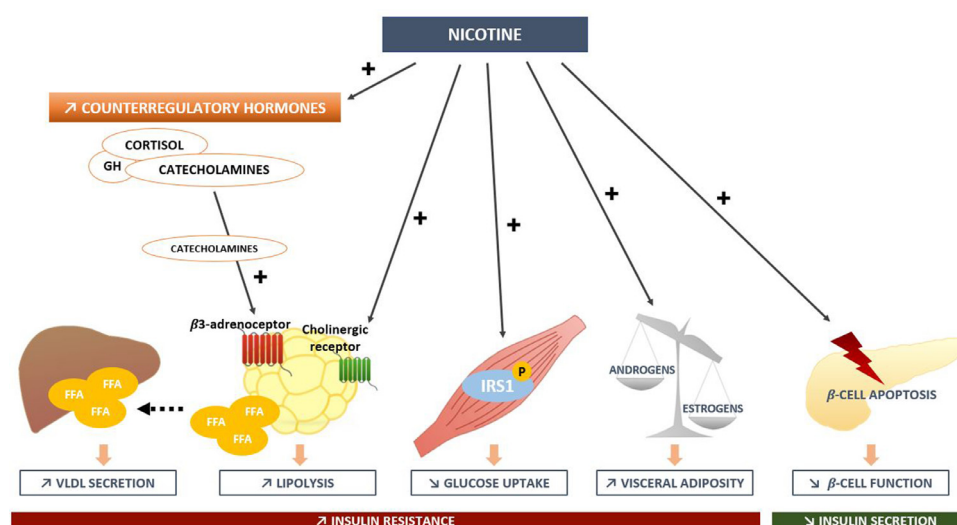 NICOTINE
+
↗ COUNTERREGULATORY HORMONES
CORTISOL
GH
CATECHOLAMINES
+
+
+
+
CATECHOLAMINES
+
β3-adrenoceptor
Cholinergic
receptor
ANDROGENS
ESTROGENS
IRS1
P
β-CELL APOPTOSIS
FFA
FFA
FFA
FFA
FFA
FFA
↗ VLDL SECRETION
↗ LIPOLYSIS
↘ GLUCOSE UPTAKE
↗ VISCERAL ADIPOSITY
↘ β-CELL FUNCTION
↗ INSULIN RESISTANCE
↘ INSULIN SECRETION